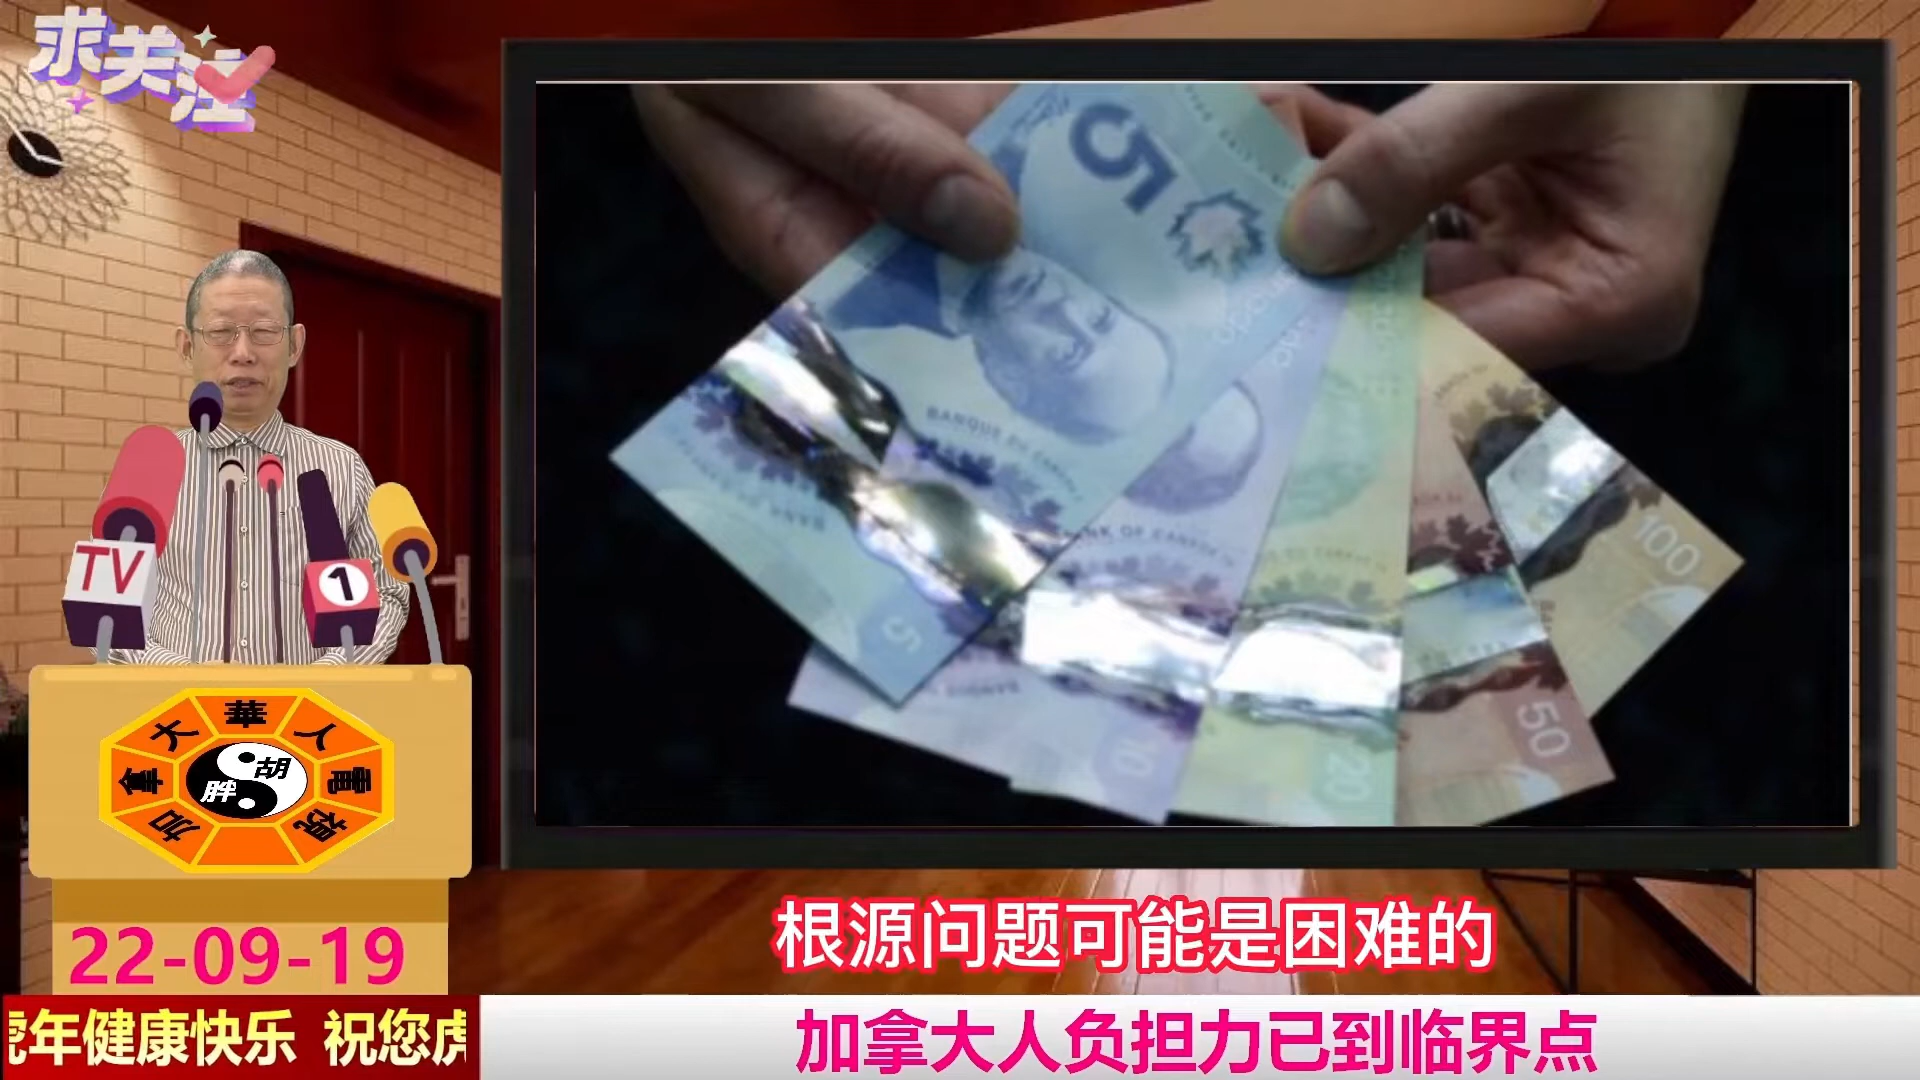 求关注
5
BANQUE DU CANADA
BANK OF CANADA
5
10
20
50
100
TV
1
加拿大華人電視
胡
胖
22-09-19
根源问题可能是困难的
虎年健康快乐 祝您虎
加拿大人负担力已到临界点